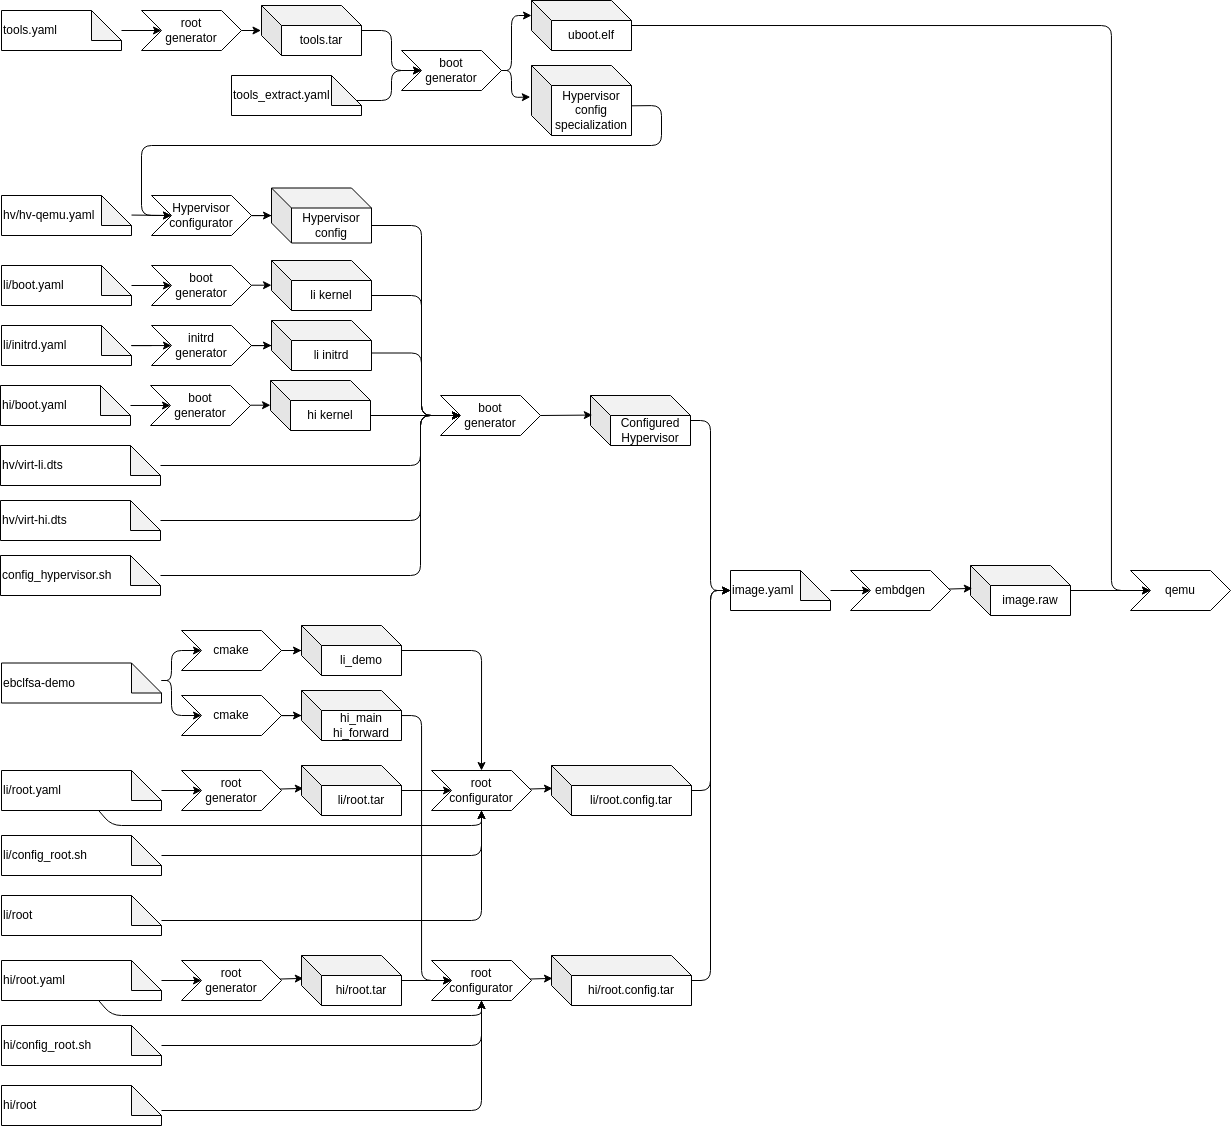 tools.yaml
root
generator
tools.tar
uboot.elf
tools_extract.yaml
boot
generator
Hypervisor
config
specialization
hv/hv-qemu.yaml
Hypervisor
configurator
Hypervisor
config
li/boot.yaml
boot
generator
li kernel
li/initrd.yaml
initrd
generator
li initrd
hi/boot.yaml
boot
generator
hi kernel
boot
generator
Configured
Hypervisor
hv/virt-li.dts
hv/virt-hi.dts
config_hypervisor.sh
image.yaml
embdgen
image.raw
qemu
ebclfsa-demo
cmake
li_demo
cmake
hi_main
hi_forward
li/root.yaml
root
generator
li/root.tar
root
configurator
li/root.config.tar
li/config_root.sh
li/root
hi/root.yaml
root
generator
hi/root.tar
root
configurator
hi/root.config.tar
hi/config_root.sh
hi/root